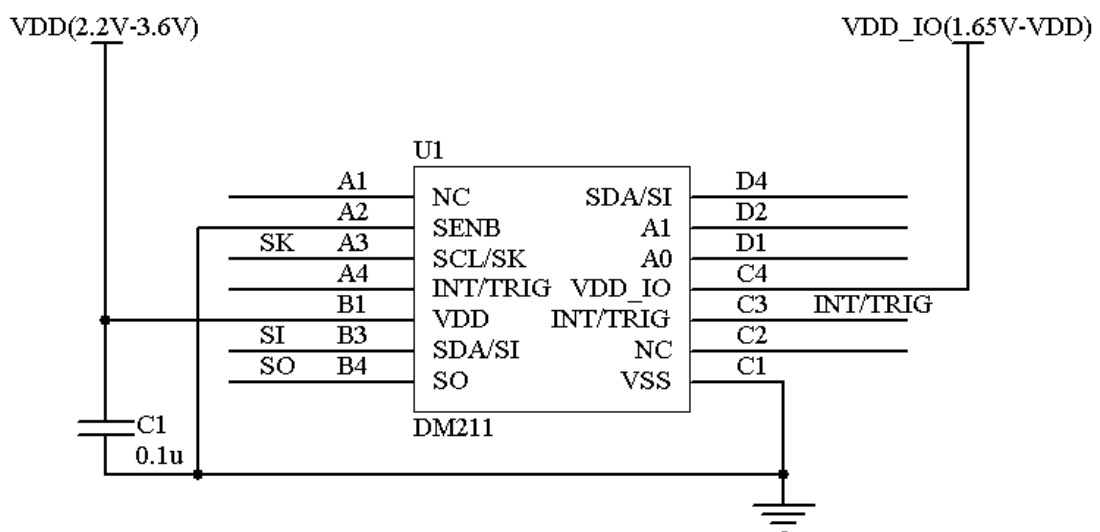 VDD(2.2V-3.6V) VDD_IO(1.65V-VDD)
U1
A1 NC SDA/SI D4
A2 SENB A1 D2
SK A3 SCL/SK A0 D1
A4 INT/TRIG VDD_IO C4
B1 VDD INT/TRIG C3 INT/TRIG
SI B3 SDA/SI NC C2
SO B4 SO VSS C1
C1 DM211
0.1u